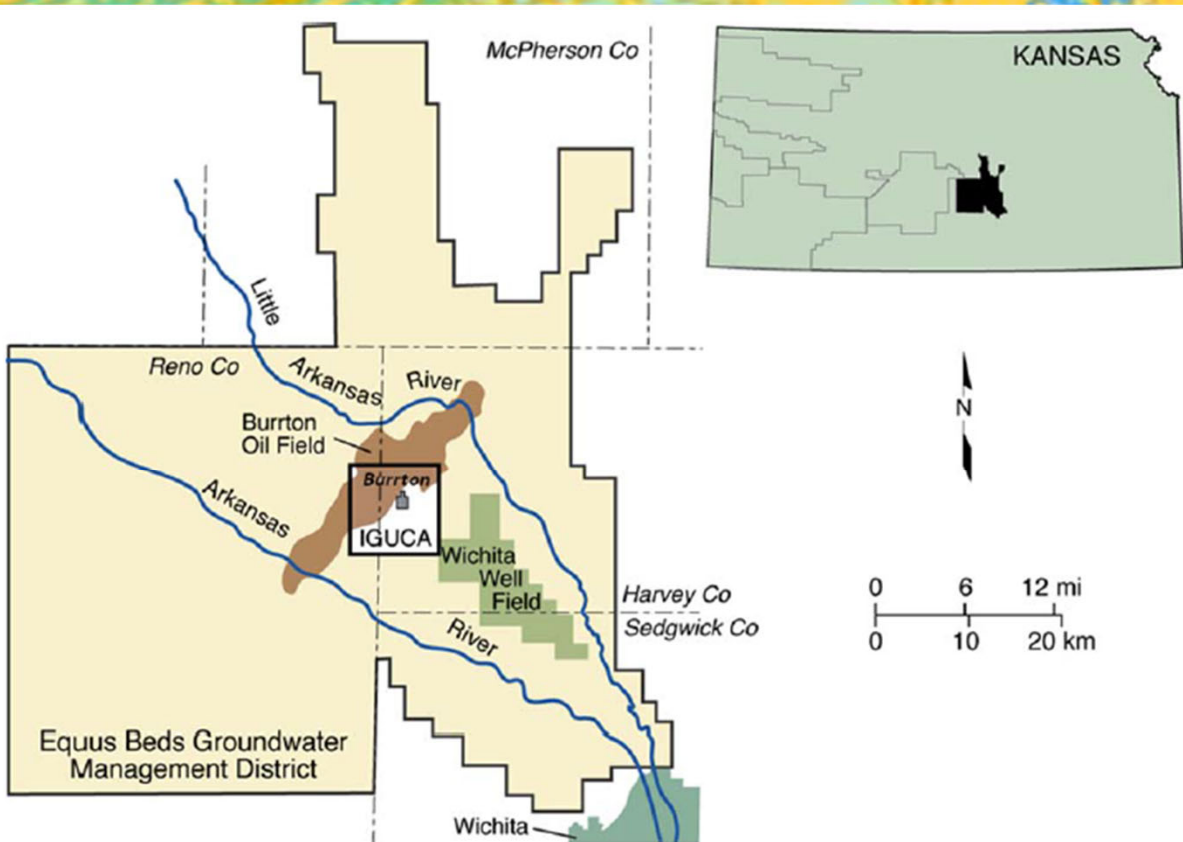 McPherson Co
KANSAS
Little
Reno Co
Arkansas
River
Burrton
Oil Field
Burrton
Arkansas
IGUCA
N
Wichita
Well
Field
Harvey Co
Sedgwick Co
River
0 6 12 mi
0 10 20 km
Equus Beds Groundwater
Management District
Wichita